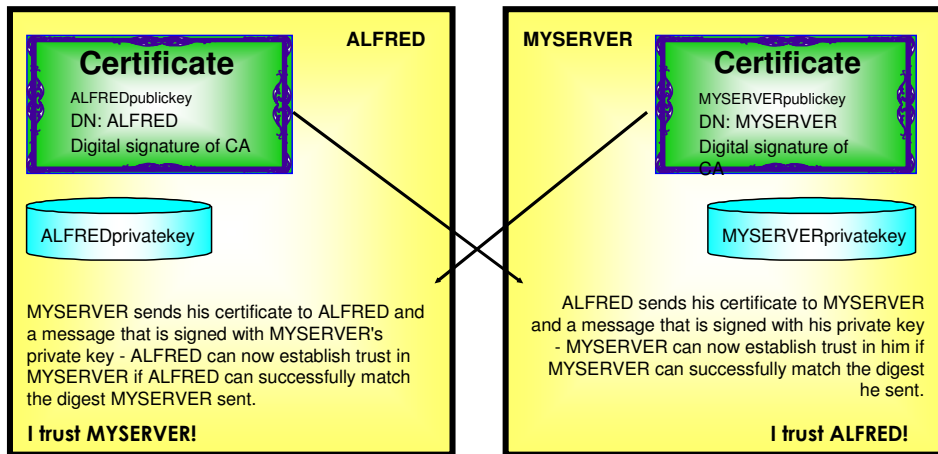 ALFRED
Certificate
ALFREDpublickey
DN: ALFRED
Digital signature of CA
ALFREDprivatekey
MYSERVER sends his certificate to ALFRED and
a message that is signed with MYSERVER's
private key - ALFRED can now establish trust in
MYSERVER if ALFRED can successfully match
the digest MYSERVER sent.
I trust MYSERVER!
MYSERVER
Certificate
MYSERVERpublickey
DN: MYSERVER
Digital signature of
CA
MYSERVERprivatekey
ALFRED sends his certificate to MYSERVER
and a message that is signed with his private key
- MYSERVER can now establish trust in him if
MYSERVER can successfully match the digest
he sent.
I trust ALFRED!